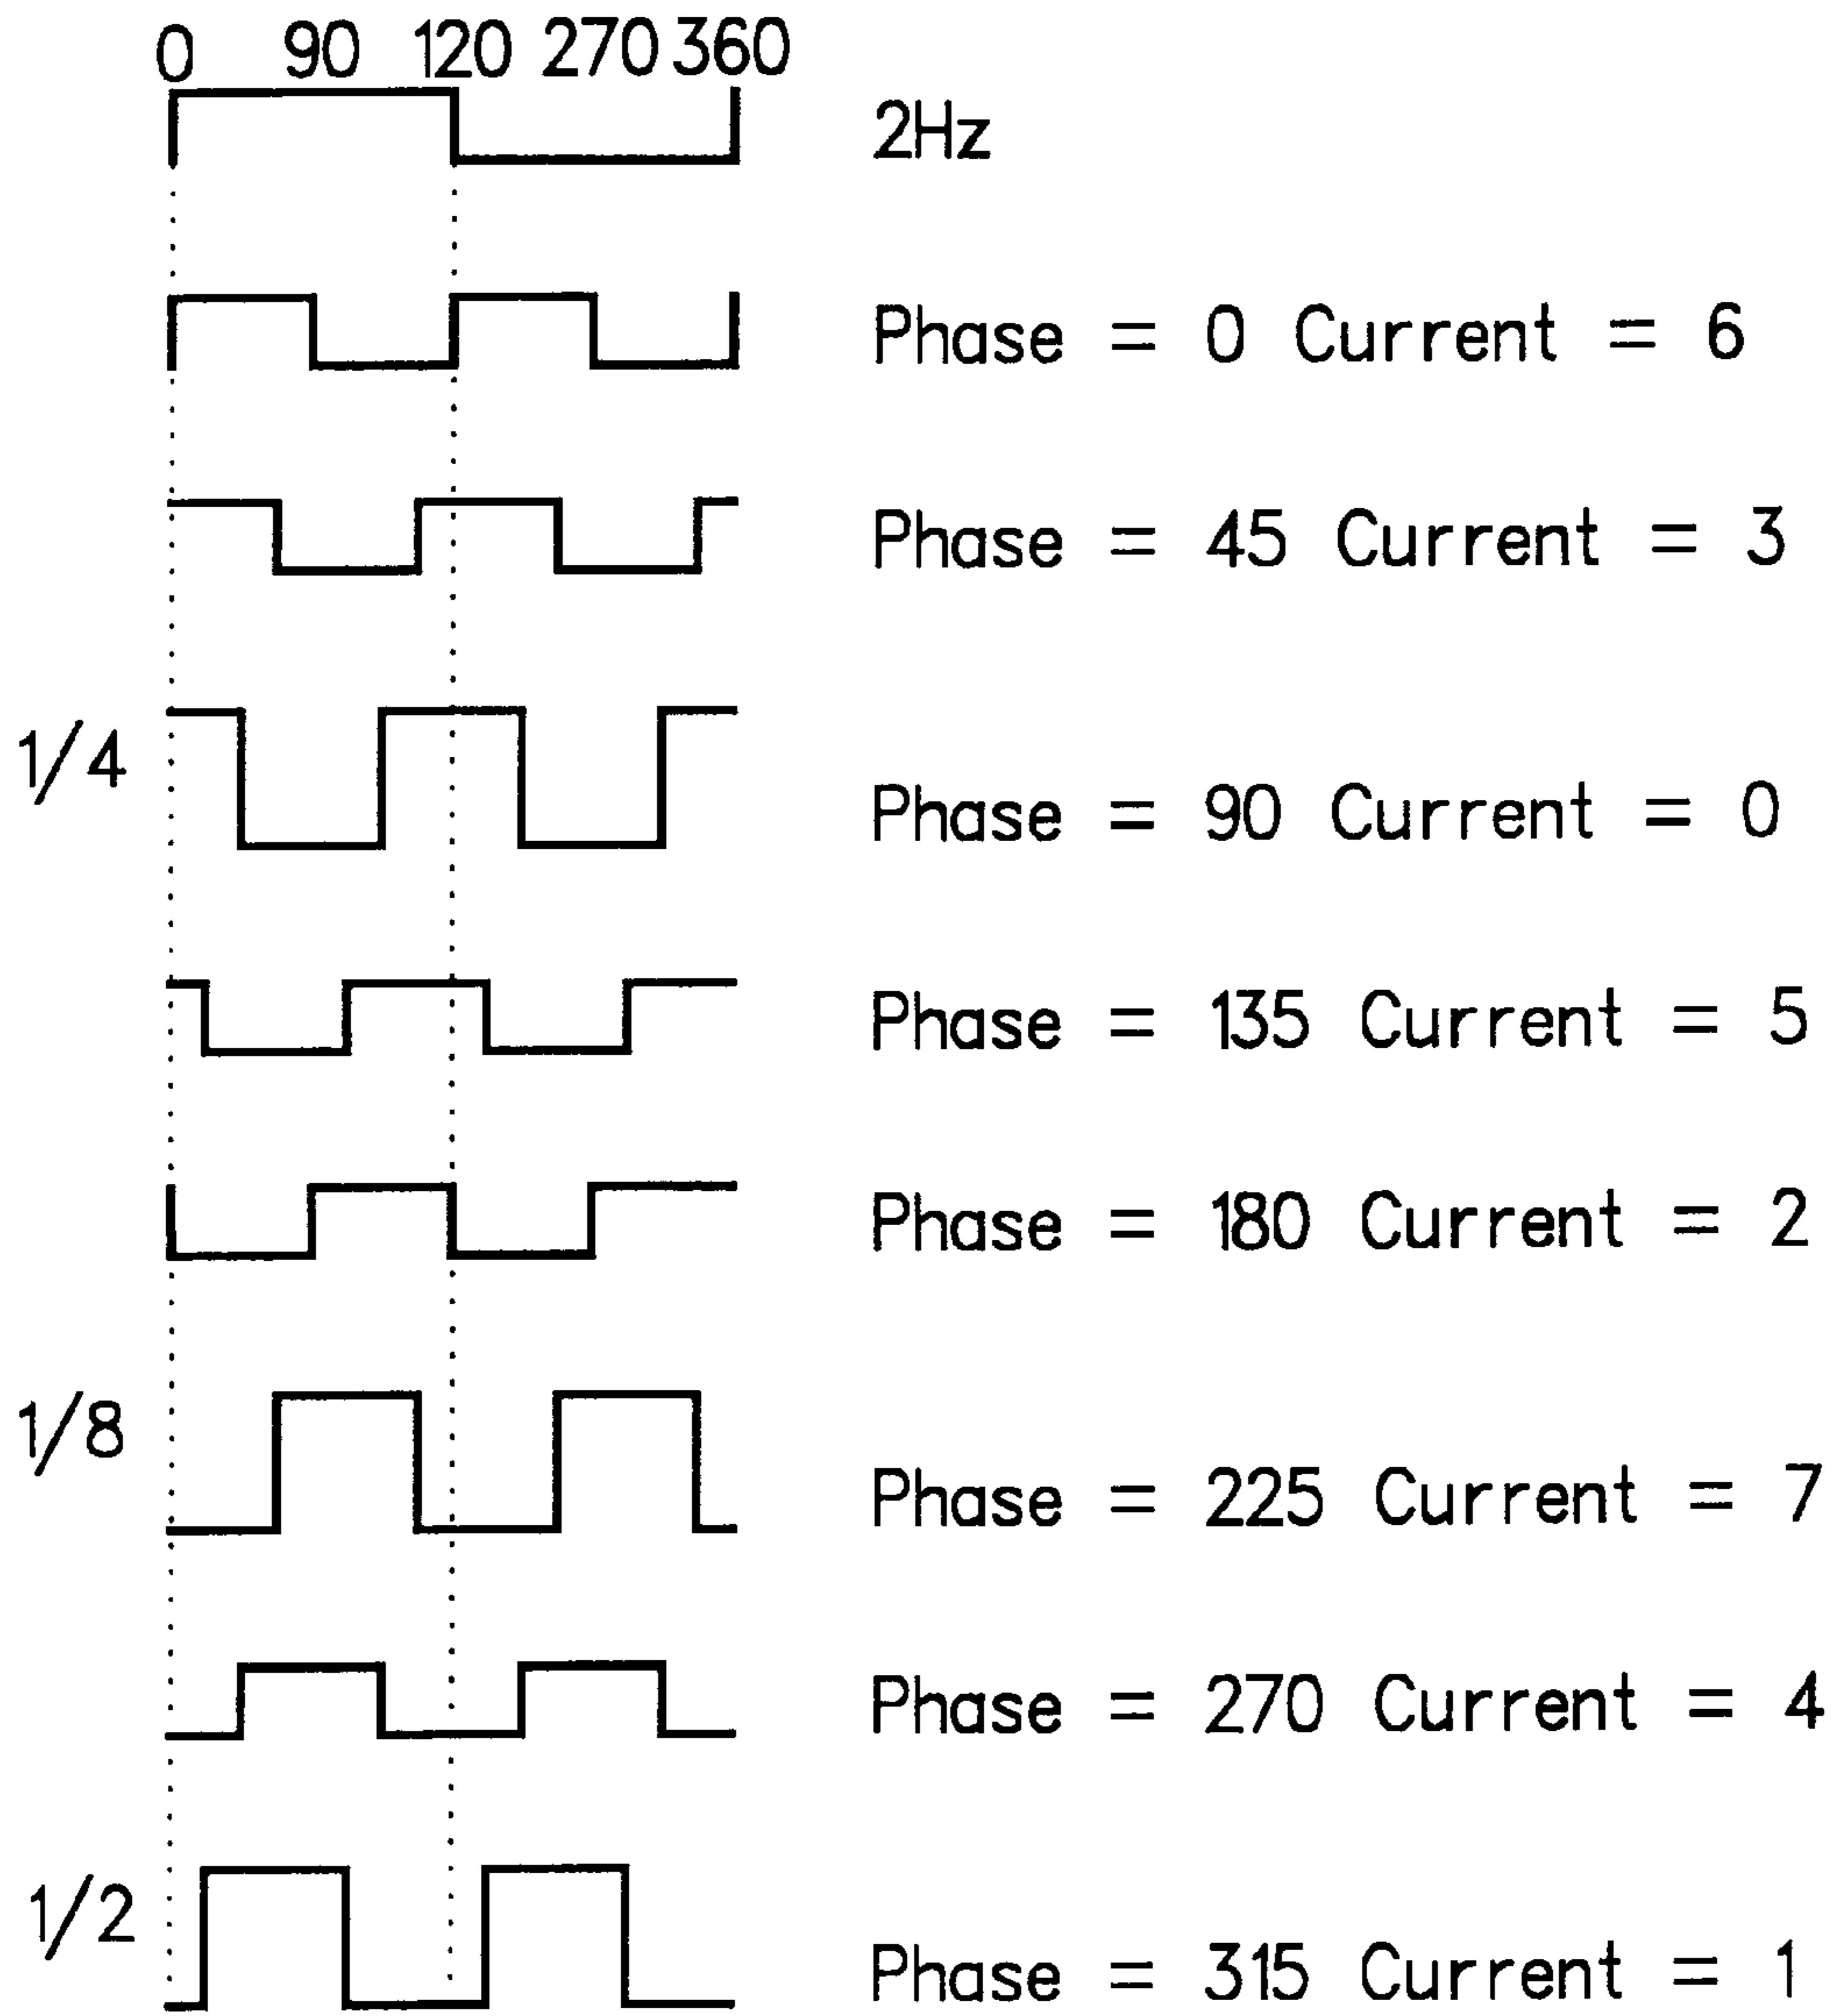 0 90 120 270 360
2Hz
Phase = 0 Current = 6
Phase = 45 Current = 3
1/4
Phase = 90 Current = 0
Phase = 135 Current = 5
Phase = 180 Current = 2
1/8
Phase = 225 Current = 7
Phase = 270 Current = 4
1/2
Phase = 315 Current = 1